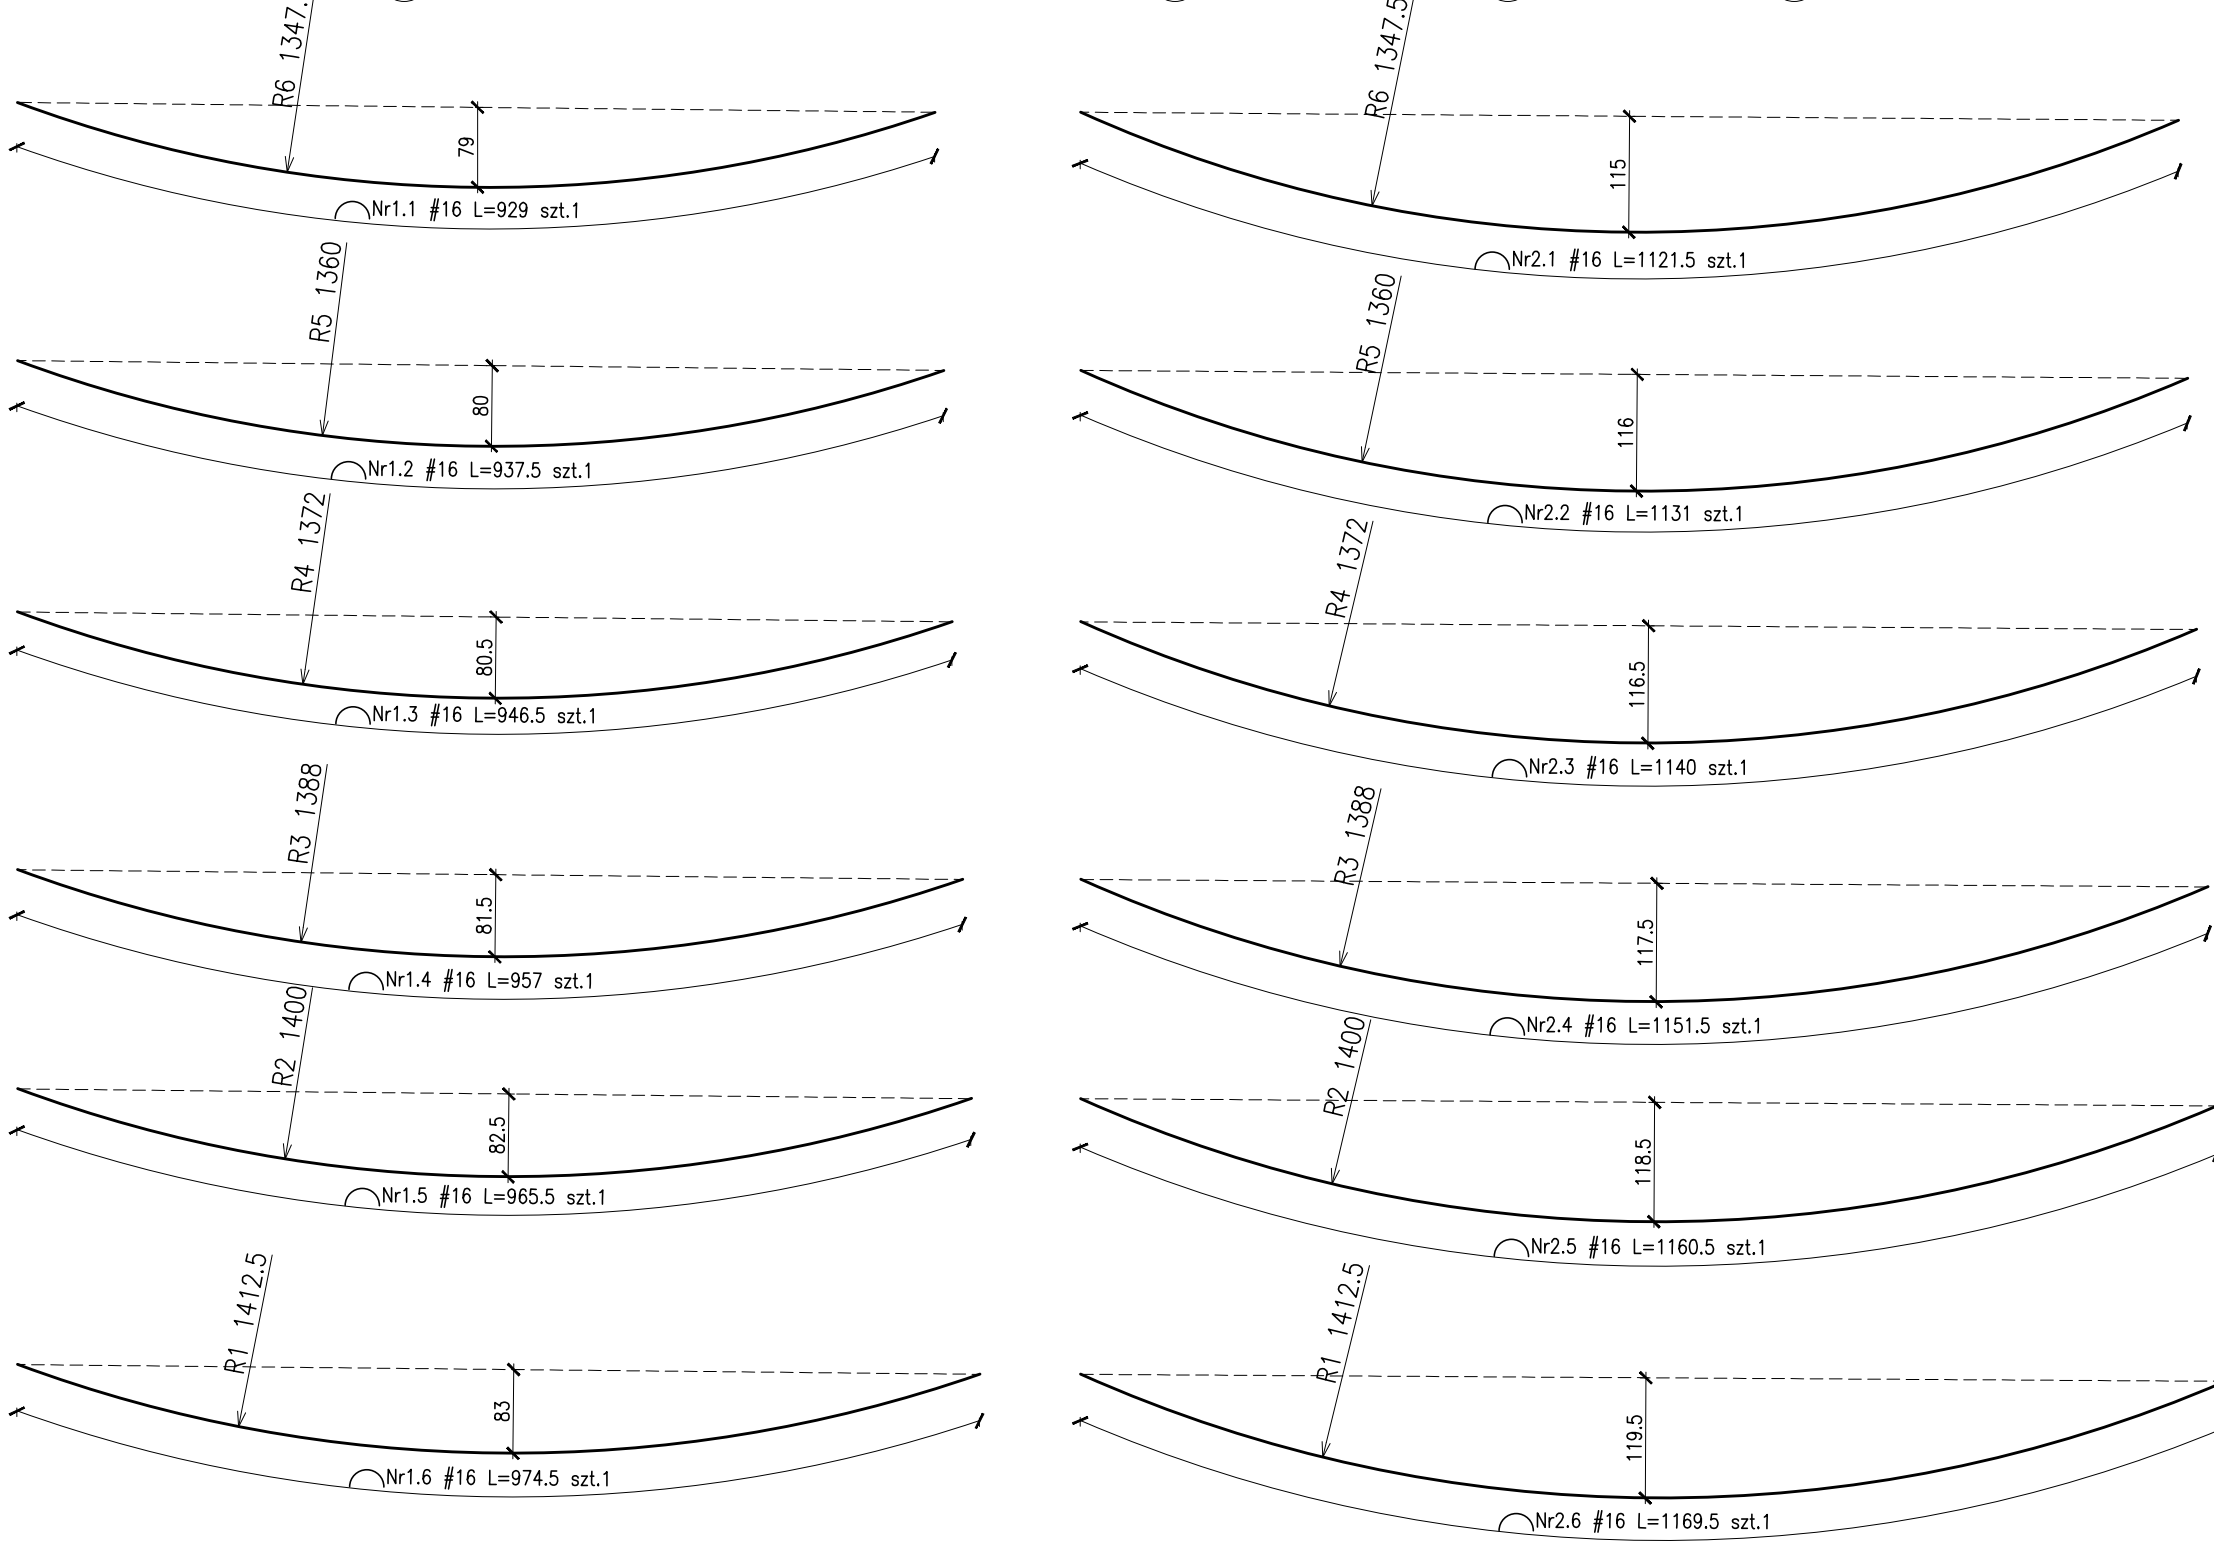 R6 1347.
79
Nr1.1 #16 L=929 szt.1
R5 1360
80
Nr1.2 #16 L=937.5 szt.1
R4 1372
80.5
Nr1.3 #16 L=946.5 szt.1
R3 1388
81.5
Nr1.4 #16 L=957 szt.1
R2 1400
82.5
Nr1.5 #16 L=965.5 szt.1
R1 1412.5
83
Nr1.6 #16 L=974.5 szt.1
R6 1347.5
115
Nr2.1 #16 L=1121.5 szt.1
R5 1360
116
Nr2.2 #16 L=1131 szt.1
R4 1372
116.5
Nr2.3 #16 L=1140 szt.1
R3 1388
117.5
Nr2.4 #16 L=1151.5 szt.1
R2 1400
118.5
Nr2.5 #16 L=1160.5 szt.1
R1 1412.5
119.5
Nr2.6 #16 L=1169.5 szt.1